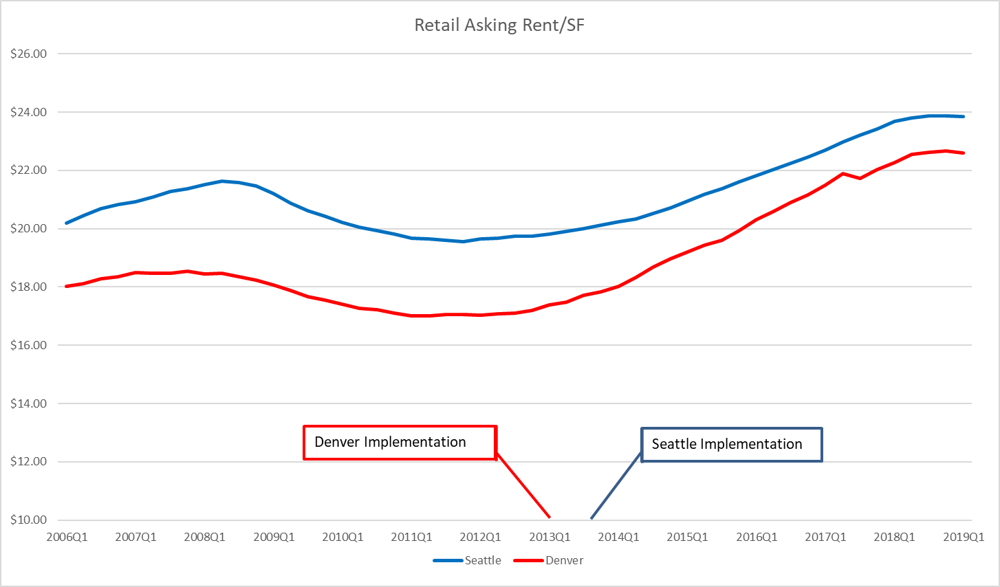 Retail Asking Rent/SF
$26.00
$24.00
$22.00
$20.00
$18.00
$16.00
$14.00
$12.00
$10.00
Denver Implementation
Seattle Implementation
2006Q1 2007Q1 2008Q1 2009Q1 2010Q1 2011Q1 2012Q1 2013Q1 2014Q1 2015Q1 2016Q1 2017Q1 2018Q1 2019Q1
Seattle Denver